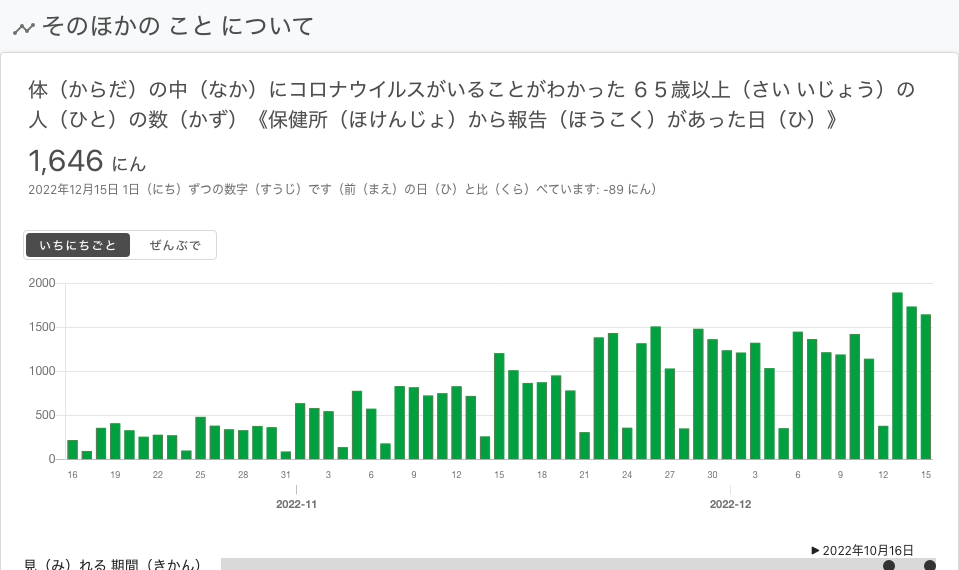 そのほかの こと について
体（からだ）の中（なか）にコロナウイルスがいることがわかった ６５歳以上（さい いじょう）の
人（ひと）の数（かず）《保健所（ほけんじょ）から報告（ほうこく）があった日（ひ）》
1,646 にん
2022年12月15日 1日（にち）ずつの数字（すうじ）です（前（まえ）の日（ひ）と比（くら）べています: -89 にん）
いちにちごと ぜんぶで
2000
1500
1000
500
0
16 19 22 25 28 31 3 6 9 12 15 18 21 24 27 30 3 6 9 12 15
2022-11 2022-12
▶ 2022年10月16日
見（み）れる 期間（きかん）